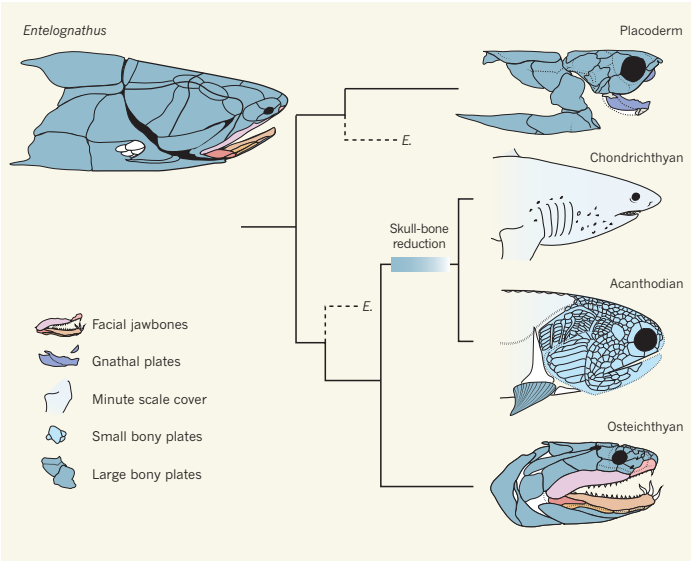 Entelognathus
Placoderm
E.
Chondrichthyan
Skull-bone
reduction
Acanthodian
E.
Facial jawbones
Gnathal plates
Minute scale cover
Small bony plates
Large bony plates
Osteichthyan